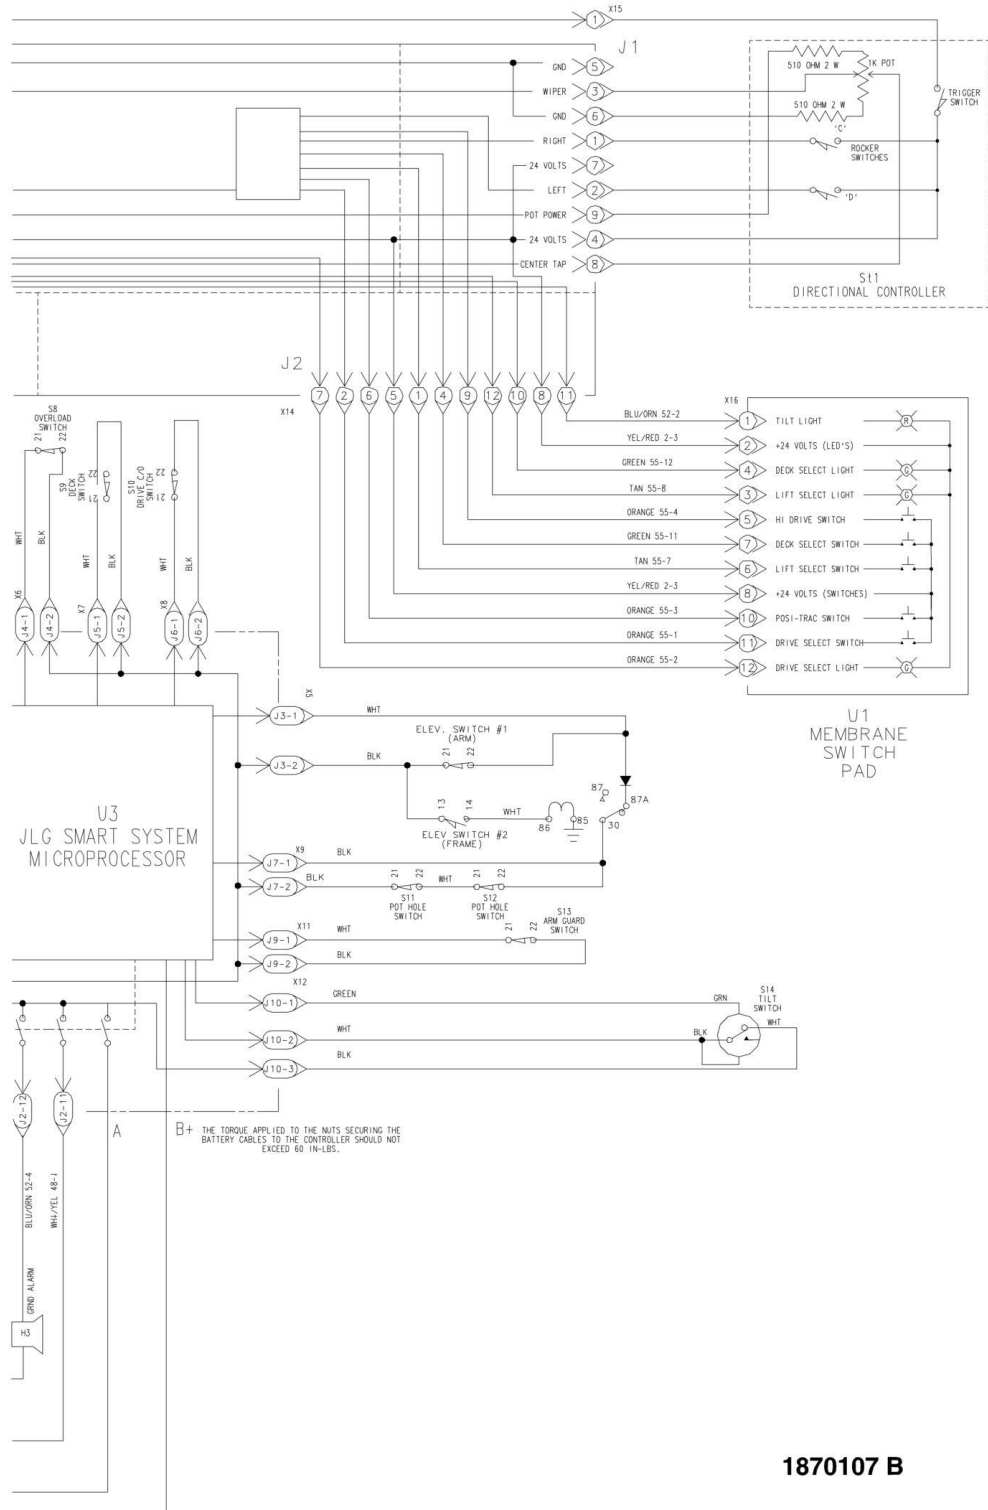 X15
1
J1
GND 5
WIPER 3
GND 6
RIGHT 1
24 VOLTS 7
LEFT 2
POT POWER 9
24 VOLTS 4
CENTER TAP 8
510 OHM 2 W
1K POT
510 OHM 2 W
'C'
ROCKER
SWITCHES
'D'
TRIGGER
SWITCH
St1
DIRECTIONAL CONTROLLER
J2
X14
7 2 6 5 1 4 9 12 10 8 11
X16
BLU/ORN 52-2 1 TILT LIGHT R
YEL/RED 2-3 2 +24 VOLTS (LED'S)
GREEN 55-12 4 DECK SELECT LIGHT G
TAN 55-8 3 LIFT SELECT LIGHT G
ORANGE 55-4 5 HI DRIVE SWITCH
GREEN 55-11 7 DECK SELECT SWITCH
TAN 55-7 6 LIFT SELECT SWITCH
YEL/RED 2-3 8 +24 VOLTS (SWITCHES)
ORANGE 55-3 10 POSI-TRAC SWITCH
ORANGE 55-1 11 DRIVE SELECT SWITCH
ORANGE 55-2 12 DRIVE SELECT LIGHT G
U1
MEMBRANE
SWITCH
PAD
S8
OVERLOAD
SWITCH
21 22
S9
DECK
SWITCH
22
21
S10
DRIVE C/O
SWITCH
22
21
WHT
BLK
WHT
BLK
WHT
BLK
X6
J4-1
J4-2
X7
J5-1
J5-2
X8
J6-1
J6-2
X5
J3-1
WHT
J3-2
BLK
ELEV. SWITCH #1
(ARM)
21 22
13 14
WHT
ELEV SWITCH #2
(FRAME)
86 85
87
87A
30
U3
JLG SMART SYSTEM
MICROPROCESSOR
X9
J7-1
BLK
J7-2
BLK
21 22
WHT
21 22
S11
POT HOLE
SWITCH
S12
POT HOLE
SWITCH
S13
ARM GUARD
SWITCH
21 22
X11
J9-1
WHT
J9-2
BLK
X12
J10-1
GREEN
J10-2
WHT
J10-3
BLK
S14
TILT
SWITCH
GRN
WHT
BLK
J2-12
J2-11
A
B+ THE TORQUE APPLIED TO THE NUTS SECURING THE
BATTERY CABLES TO THE CONTROLLER SHOULD NOT
EXCEED 60 IN-LBS.
BLU/ORN 52-4
WHT/YEL 48-1
GRND ALARM
H3
1870107 B